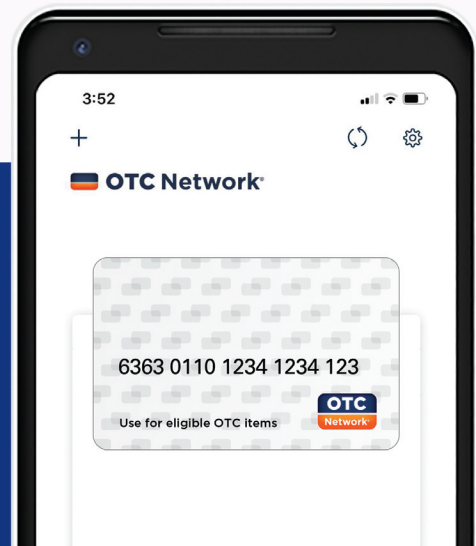 3:52
OTC Network®
6363 0110 1234 1234 123
Use for eligible OTC items
OTC
Network®